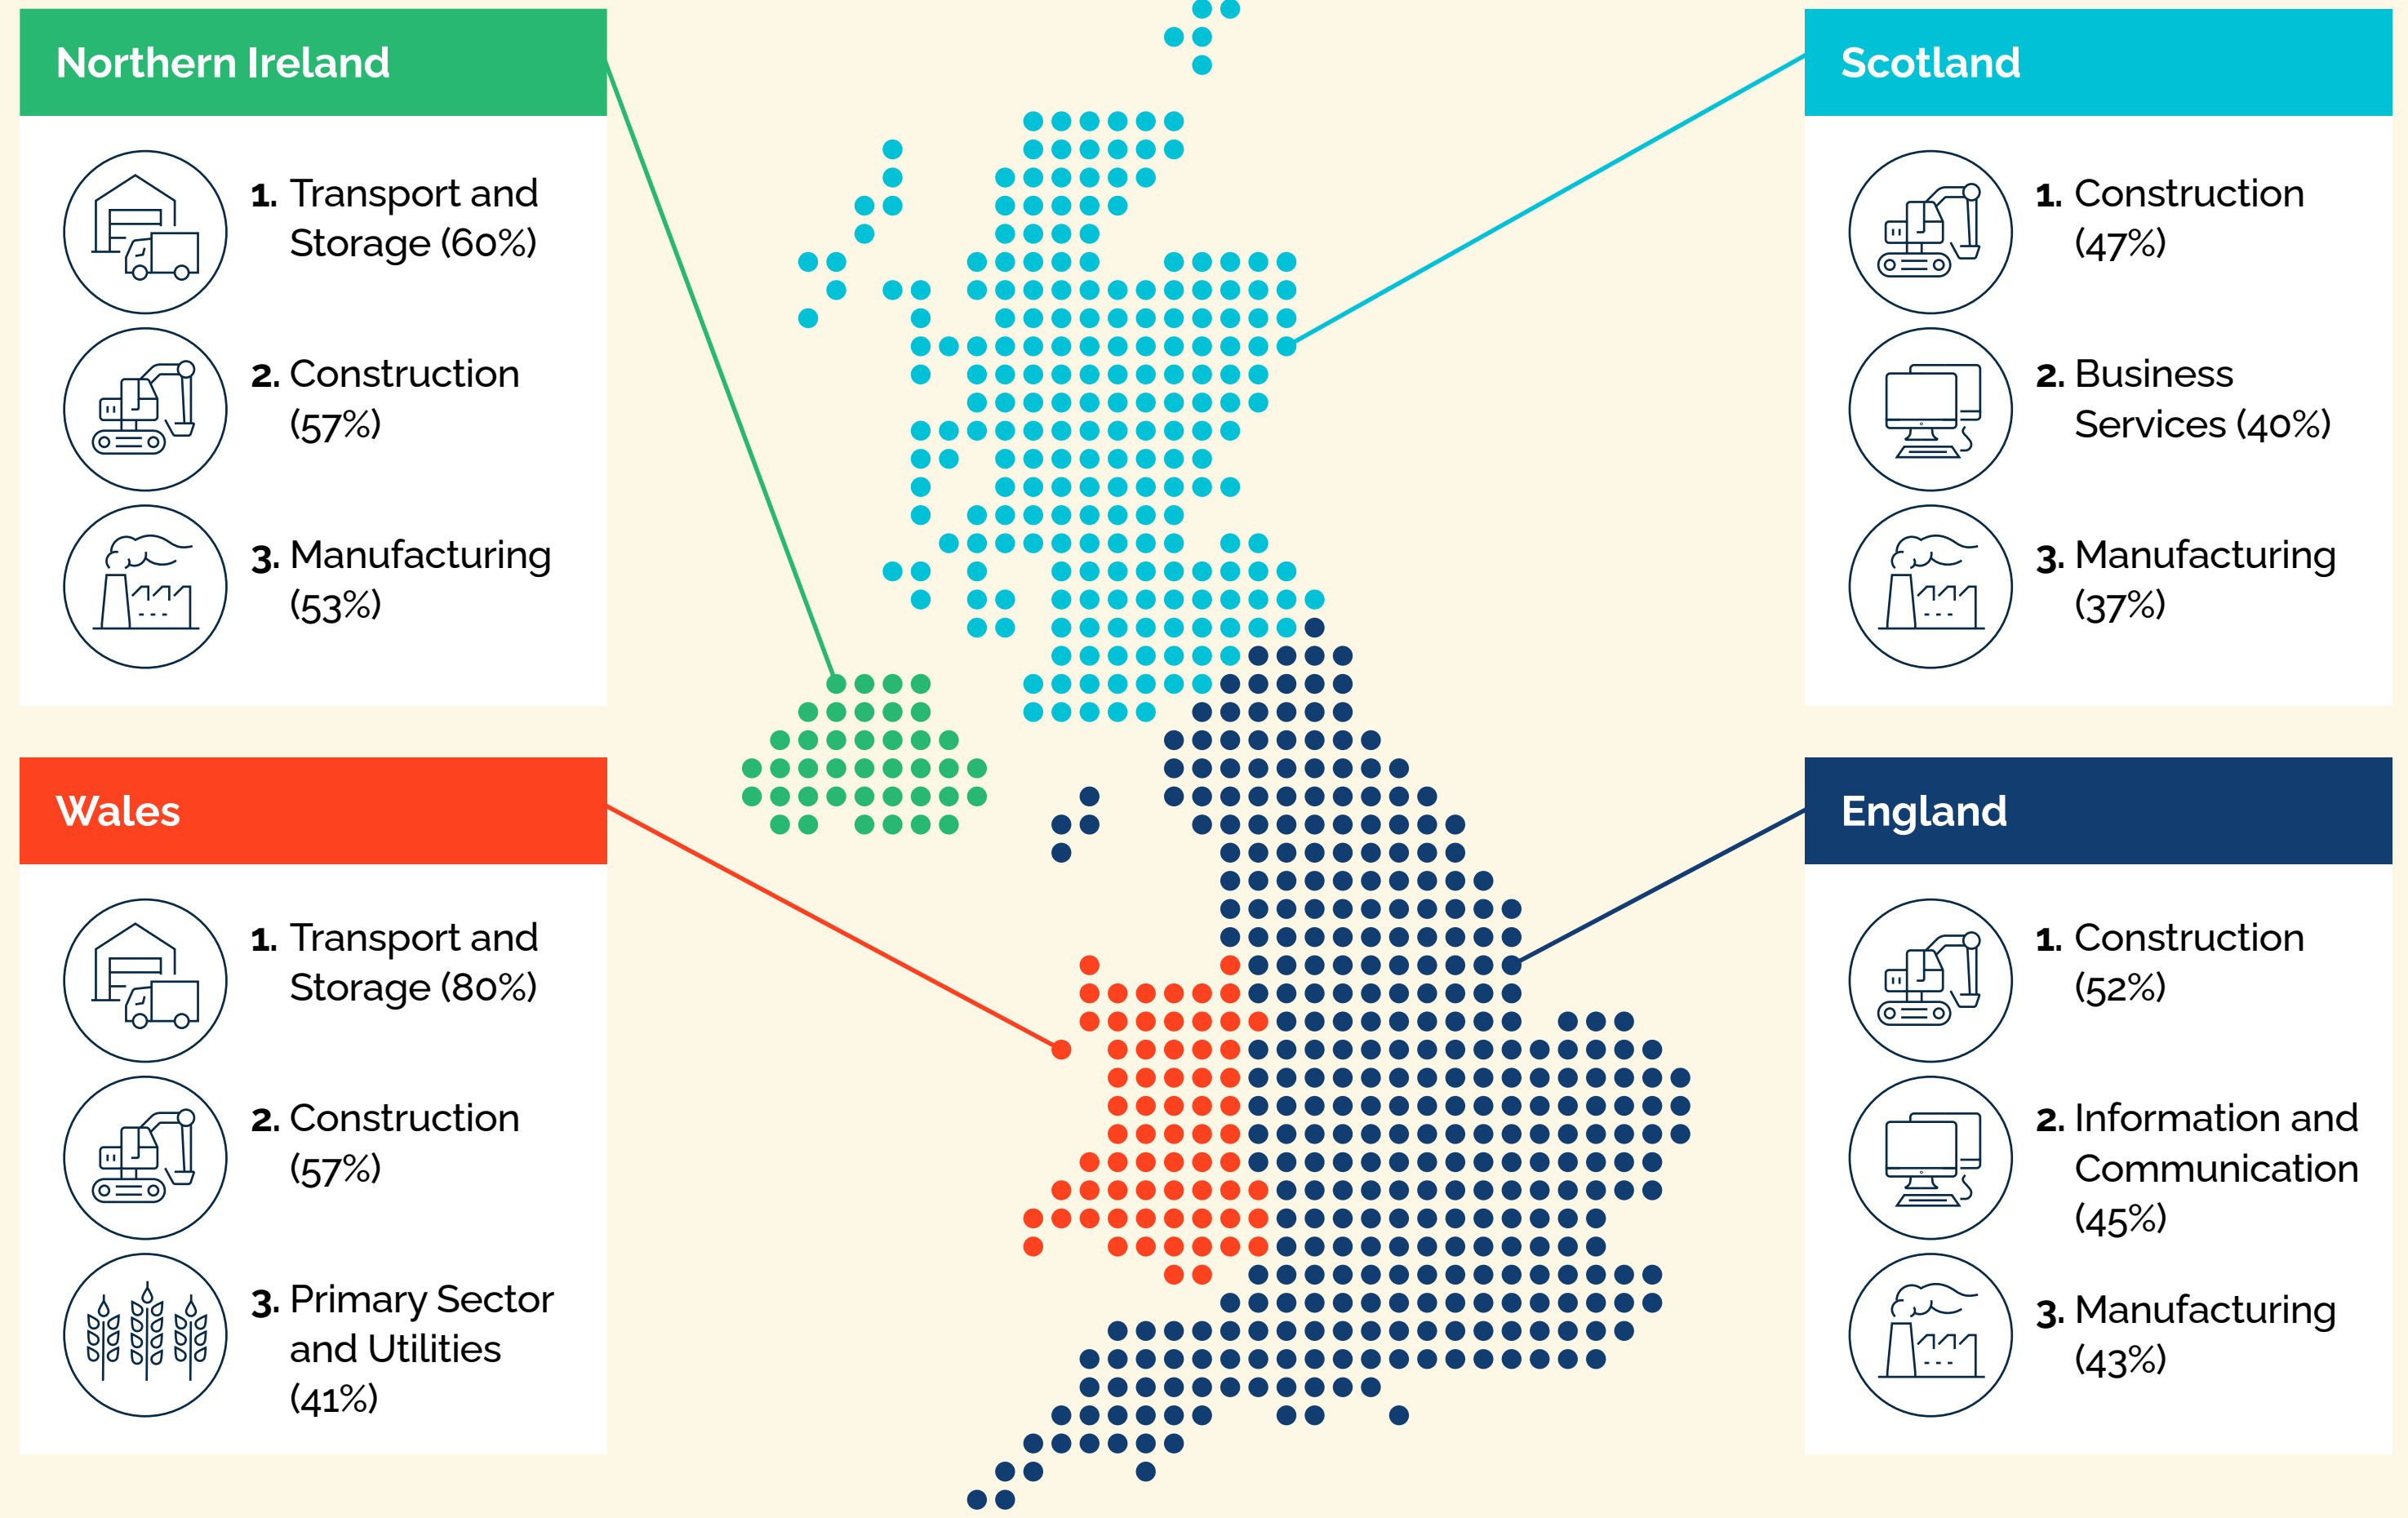 Northern Ireland
1. Transport and
Storage (60%)
2. Construction
(57%)
3. Manufacturing
(53%)
Scotland
1. Construction
(47%)
2. Business
Services (40%)
3. Manufacturing
(37%)
Wales
1. Transport and
Storage (80%)
2. Construction
(57%)
3. Primary Sector
and Utilities
(41%)
England
1. Construction
(52%)
2. Information and
Communication
(45%)
3. Manufacturing
(43%)